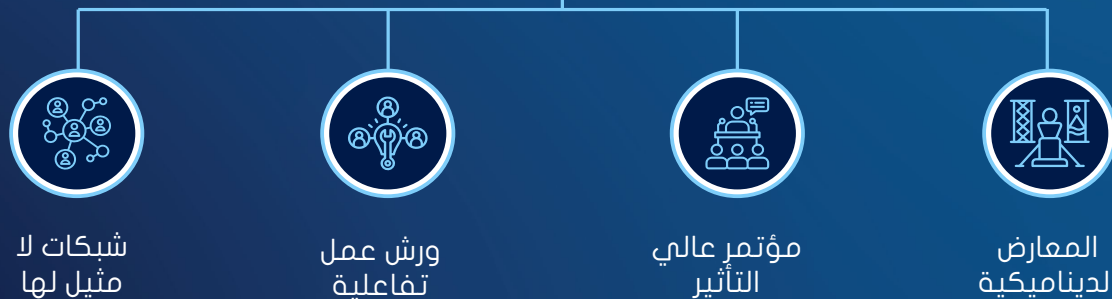 المعارض
لديناميكية
مؤتمر عالي
التأثير
ورش عمل
تفاعلية
شبكات لا
مثيل لها